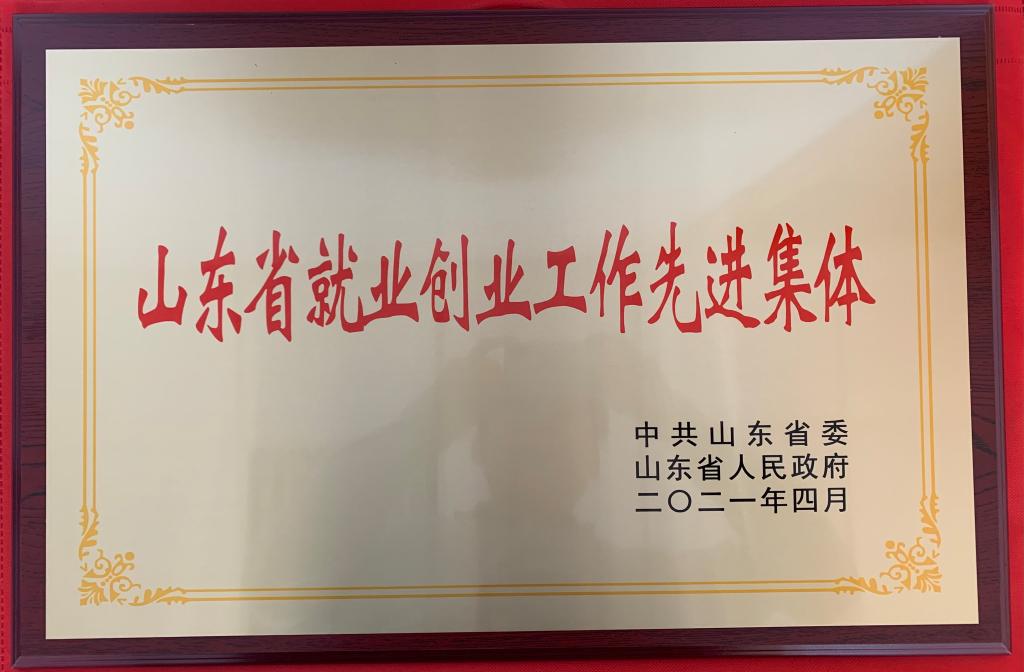 山东省就业创业工作先进集体
中共山东省委
山东省人民政府
二〇二一年四月